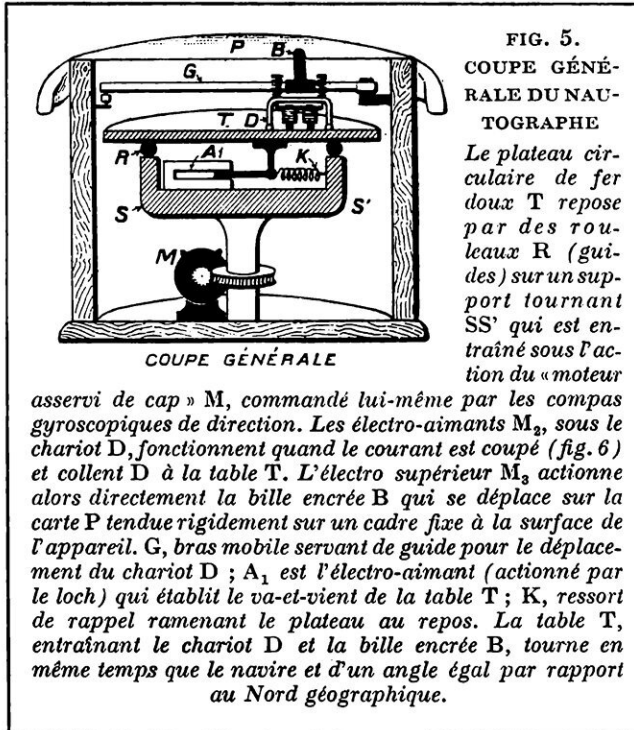 P
B
G
T
D
R
A1
K
S
S'
M
COUPE GÉNÉRALE
FIG. 5.
COUPE GÉNÉ-
RALE DU NAU-
TOGRAPHE
Le plateau cir-
culaire de fer
doux T repose
par des rou-
leaux R (gui-
des) sur un sup-
port tournant
SS' qui est en-
traîné sous l'ac-
tion du « moteur
asservi de cap » M, commandé lui-même par les compas
gyroscopiques de direction. Les électro-aimants M₂, sous le
chariot D, fonctionnent quand le courant est coupé (fig. 6)
et collent D à la table T. L'électro supérieur M₃ actionne
alors directement la bille encrée B qui se déplace sur la
carte P tendue rigidement sur un cadre fixe à la surface de
l'appareil. G, bras mobile servant de guide pour le déplace-
ment du chariot D ; A₁ est l'électro-aimant (actionné par
le loch) qui établit le va-et-vient de la table T ; K, ressort
de rappel ramenant le plateau au repos. La table T,
entraînant le chariot D et la bille encrée B, tourne en
même temps que le navire et d'un angle égal par rapport
au Nord géographique.